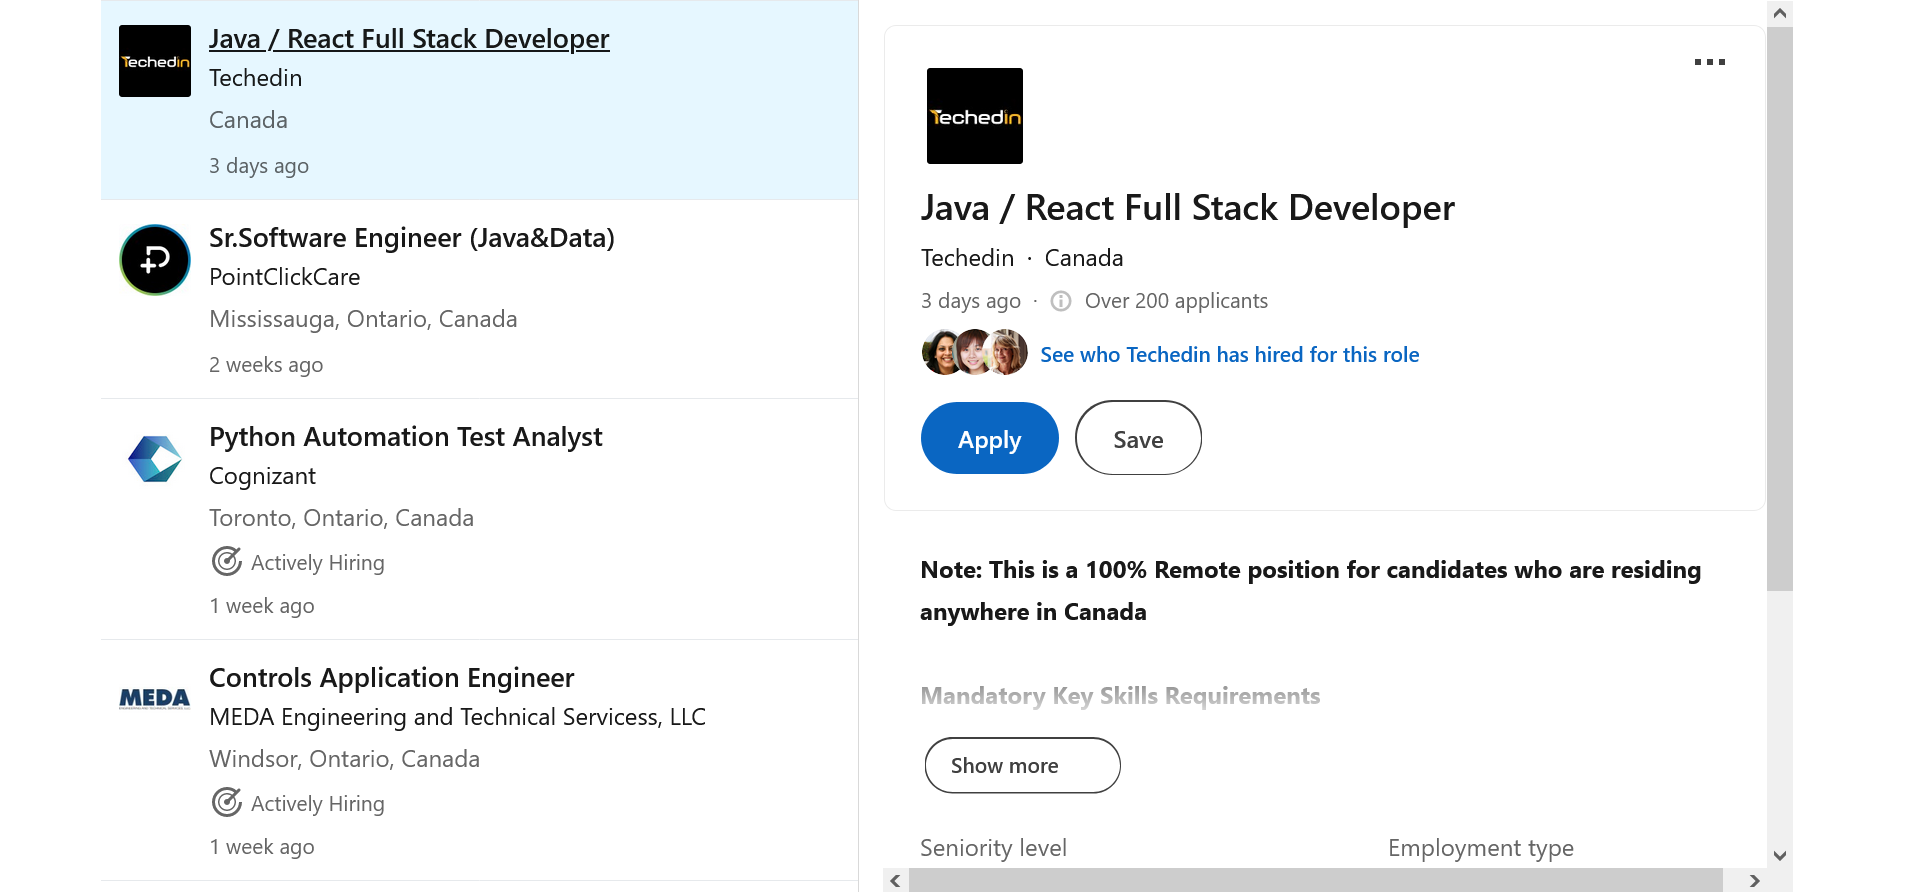 Techedin
Java / React Full Stack Developer
Techedin
Canada
3 days ago
Sr.Software Engineer (Java&Data)
PointClickCare
Mississauga, Ontario, Canada
2 weeks ago
Python Automation Test Analyst
Cognizant
Toronto, Ontario, Canada
Actively Hiring
1 week ago
MEDA
Controls Application Engineer
MEDA Engineering and Technical Servicess, LLC
Windsor, Ontario, Canada
Actively Hiring
1 week ago
...
Techedin
Java / React Full Stack Developer
Techedin · Canada
3 days ago · Over 200 applicants
See who Techedin has hired for this role
Apply Save
Note: This is a 100% Remote position for candidates who are residing
anywhere in Canada
Mandatory Key Skills Requirements
Show more
Seniority level Employment type